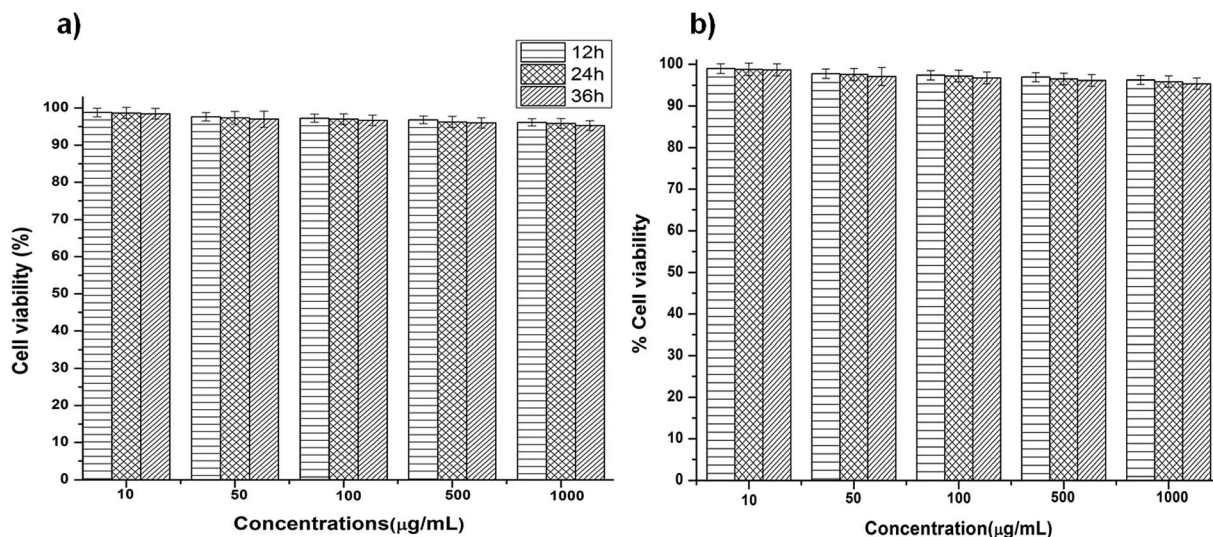 a)
12h
24h
36h
Cell viability (%)
100
90
80
70
60
50
40
30
20
10
0
10 50 100 500 1000
Concentrations(μg/mL)
b)
% Cell viability
100
90
80
70
60
50
40
30
20
10
0
10 50 100 500 1000
Concentration(μg/mL)